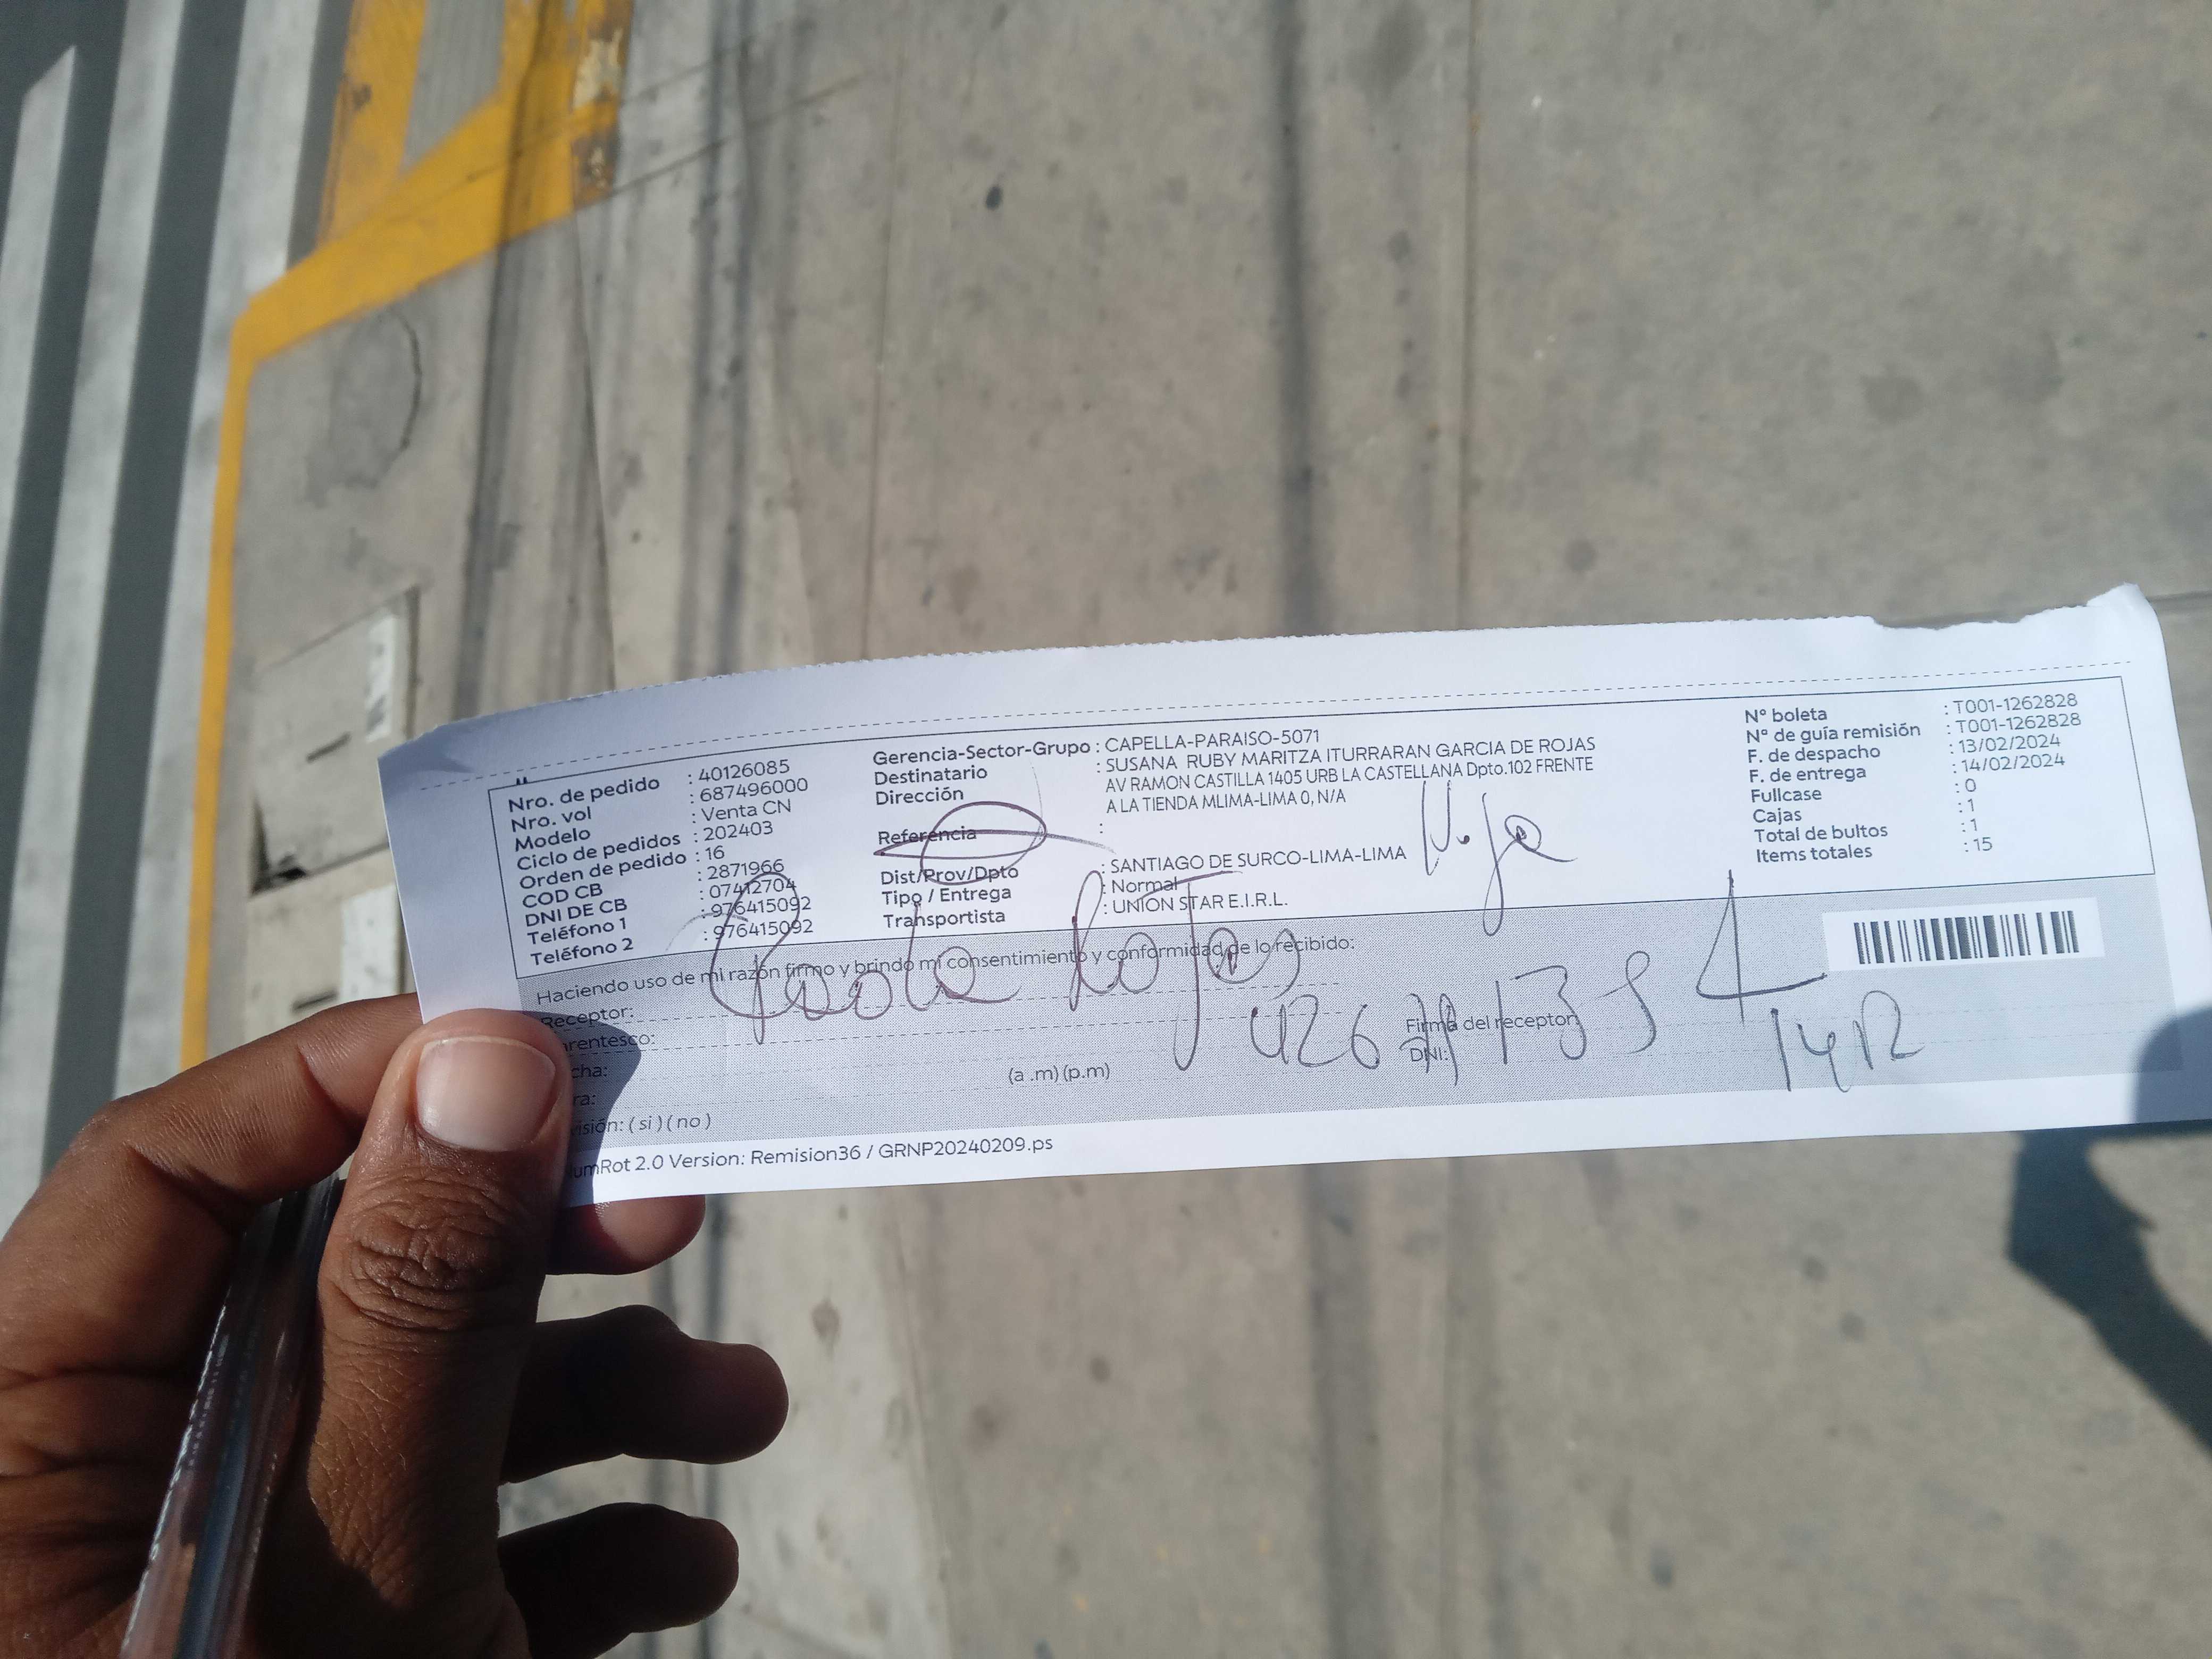 Nro. de pedido : 40126085
Nro. vol : 687496000
Modelo : Venta CN
Ciclo de pedidos : 202403
Orden de pedido : 16
COD CB : 2871966
DNI DE CB : 07412704
Teléfono 1 : 976415092
Teléfono 2 : 976415092
Gerencia-Sector-Grupo : CAPELLA-PARAISO-5071
Destinatario : SUSANA RUBY MARITZA ITURRARAN GARCIA DE ROJAS
Dirección AV RAMON CASTILLA 1405 URB LA CASTELLANA Dpto.102 FRENTE
A LA TIENDA MLIMA-LIMA 0, N/A
Referencia :
Dist/Prov/Dpto : SANTIAGO DE SURCO-LIMA-LIMA
Tipo / Entrega : Normal
Transportista : UNION STAR E.I.R.L.
N° boleta : T001-1262828
N° de guía remisión : T001-1262828
F. de despacho : 13/02/2024
F. de entrega : 14/02/2024
Fullcase : 0
Cajas : 1
Total de bultos : 1
Items totales : 15
Haciendo uso de mi razón firmo y brindo mi consentimiento y conformidad de lo recibido:
Receptor:
rentesco:
cha:
ra:
(a .m) (p.m)
isión: ( si ) ( no )
Firma del receptor
DNI:
Paola Rojas
umRot 2.0 Version: Remision36 / GRNP20240209.ps